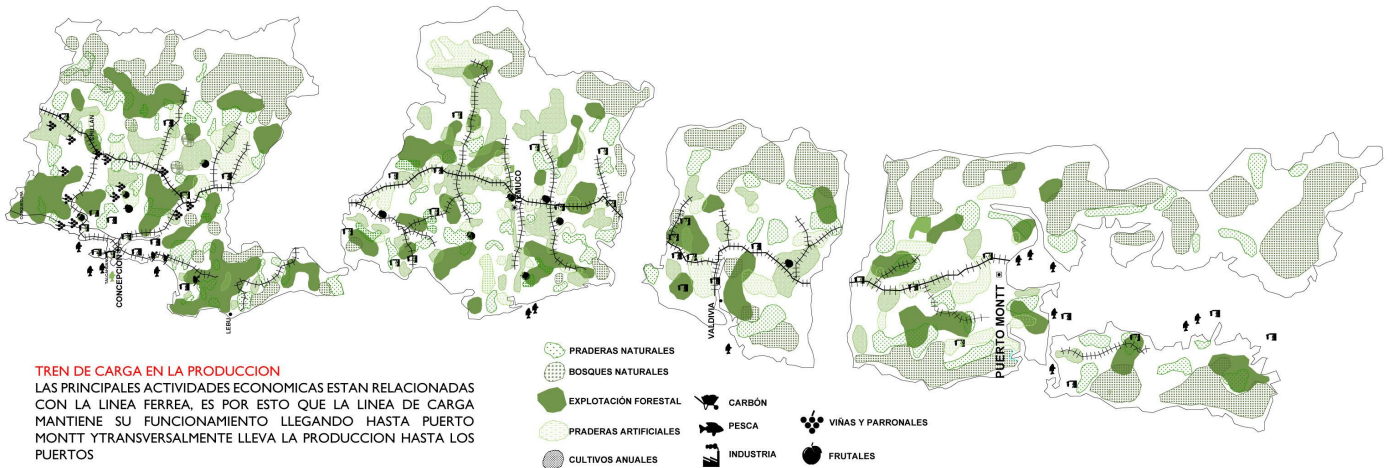 CHILLÁN
CONCEPCION
LEBU
TEMUCO
VALDIVIA
PUERTO MONTT
TREN DE CARGA EN LA PRODUCCION
LAS PRINCIPALES ACTIVIDADES ECONOMICAS ESTAN RELACIONADAS
CON LA LINEA FERREA, ES POR ESTO QUE LA LINEA DE CARGA
MANTIENE SU FUNCIONAMIENTO LLEGANDO HASTA PUERTO
MONTT YTRANSVERSALMENTE LLEVA LA PRODUCCION HASTA LOS
PUERTOS
PRADERAS NATURALES
BOSQUES NATURALES
EXPLOTACIÓN FORESTAL
PRADERAS ARTIFICIALES
CULTIVOS ANUALES
CARBÓN
PESCA
INDUSTRIA
VIÑAS Y PARRONALES
FRUTALES